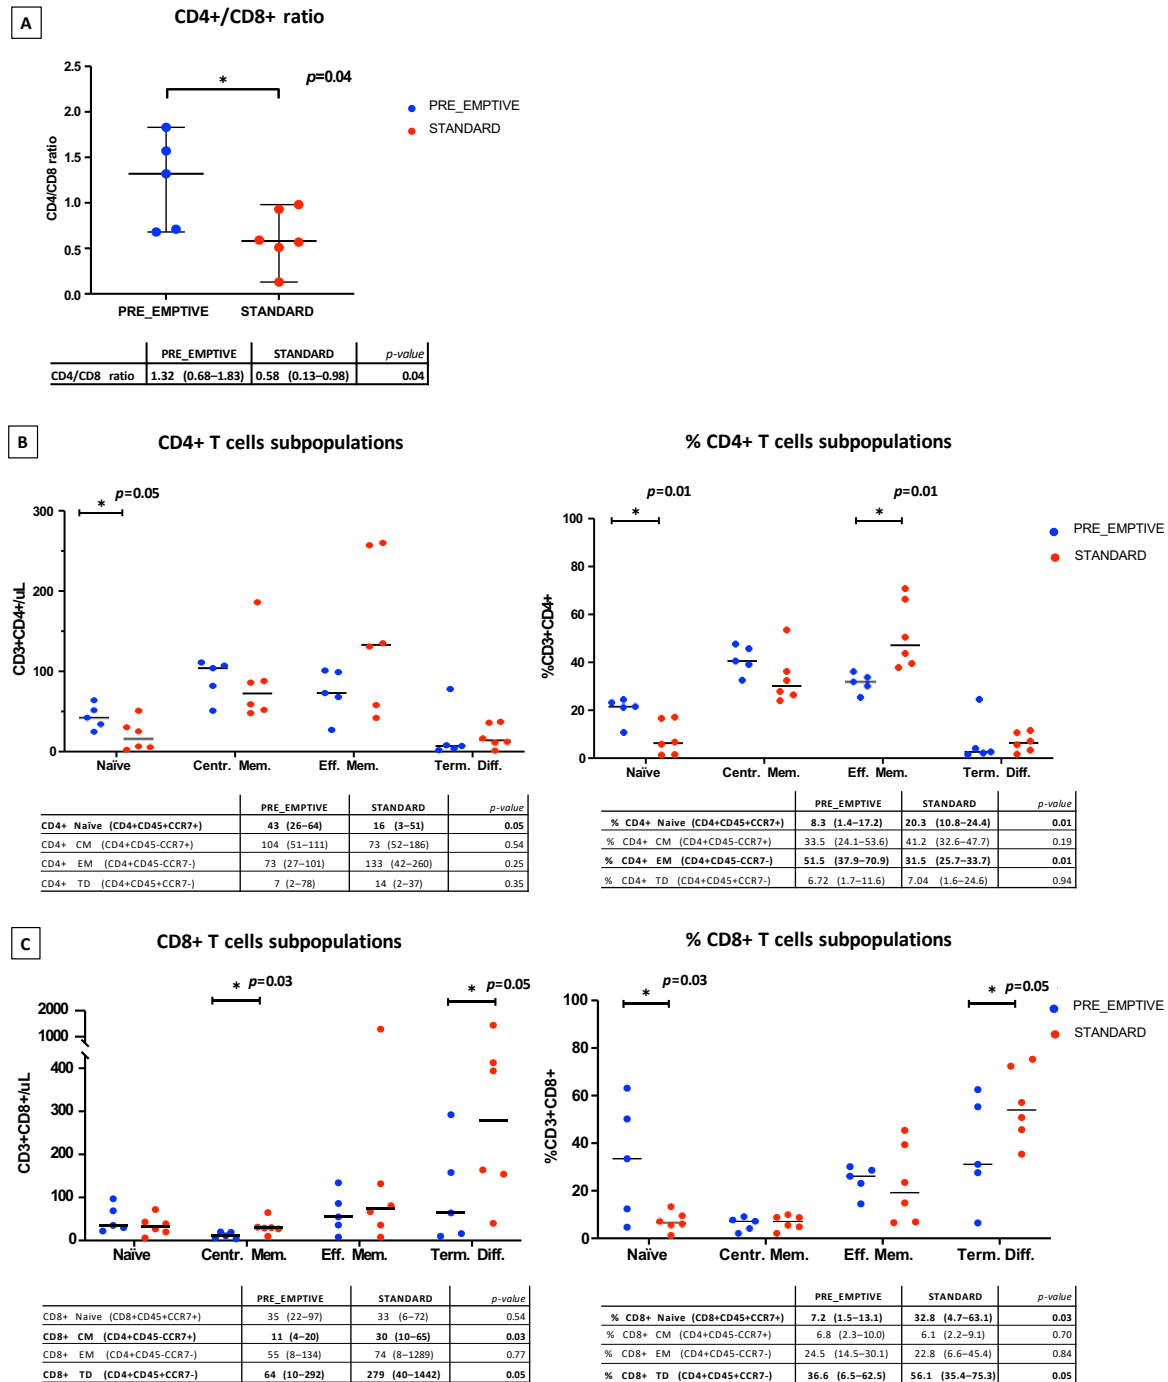 A
CD4+/CD8+ ratio
2.5
2.0
1.5
1.0
0.5
0.0
CD4/CD8 ratio
*
p=0.04
PRE_EMPTIVE
STANDARD
PRE_EMPTIVE STANDARD
PRE_EMPTIVE STANDARD p-value
CD4/CD8 ratio 1.32 (0.68–1.83) 0.58 (0.13–0.98) 0.04
B
CD4+ T cells subpopulations
p=0.05
*
300
200
100
0
CD3+CD4+/uL
Naïve Centr. Mem. Eff. Mem. Term. Diff.
PRE_EMPTIVE STANDARD p-value
CD4+ Naïve (CD4+CD45+CCR7+) 43 (26–64) 16 (3–51) 0.05
CD4+ CM (CD4+CD45-CCR7+) 104 (51–111) 73 (52–186) 0.54
CD4+ EM (CD4+CD45-CCR7-) 73 (27–101) 133 (42–260) 0.25
CD4+ TD (CD4+CD45+CCR7-) 7 (2–78) 14 (2–37) 0.35
% CD4+ T cells subpopulations
p=0.01 p=0.01
* *
100
80
60
40
20
0
%CD3+CD4+
PRE_EMPTIVE
STANDARD
Naïve Centr. Mem. Eff. Mem. Term. Diff.
PRE_EMPTIVE STANDARD p-value
% CD4+ Naive (CD4+CD45+CCR7+) 8.3 (1.4–17.2) 20.3 (10.8–24.4) 0.01
% CD4+ CM (CD4+CD45-CCR7+) 33.5 (24.1–53.6) 41.2 (32.6–47.7) 0.19
% CD4+ EM (CD4+CD45-CCR7-) 51.5 (37.9–70.9) 31.5 (25.7–33.7) 0.01
% CD4+ TD (CD4+CD45+CCR7-) 6.72 (1.7–11.6) 7.04 (1.6–24.6) 0.94
C
CD8+ T cells subpopulations
* p=0.03 * p=0.05
2000
1000
400
300
200
100
0
CD3+CD8+/uL
Naïve Centr. Mem. Eff. Mem. Term. Diff.
PRE_EMPTIVE STANDARD p-value
CD8+ Naive (CD8+CD45+CCR7+) 35 (22–97) 33 (6–72) 0.54
CD8+ CM (CD4+CD45-CCR7+) 11 (4–20) 30 (10–65) 0.03
CD8+ EM (CD4+CD45-CCR7-) 55 (8–134) 74 (8–1289) 0.77
CD8+ TD (CD4+CD45+CCR7-) 64 (10–292) 279 (40–1442) 0.05
% CD8+ T cells subpopulations
* p=0.03 * p=0.05
100
80
60
40
20
0
%CD3+CD8+
PRE_EMPTIVE
STANDARD
Naïve Centr. Mem. Eff. Mem. Term. Diff.
PRE_EMPTIVE STANDARD p-value
% CD8+ Naive (CD8+CD45+CCR7+) 7.2 (1.5–13.1) 32.8 (4.7–63.1) 0.03
% CD8+ CM (CD4+CD45-CCR7+) 6.8 (2.3–10.0) 6.1 (2.2–9.1) 0.70
% CD8+ EM (CD4+CD45-CCR7-) 24.5 (14.5–30.1) 22.8 (6.6–45.4) 0.84
% CD8+ TD (CD4+CD45+CCR7-) 36.6 (6.5–62.5) 56.1 (35.4–75.3) 0.05